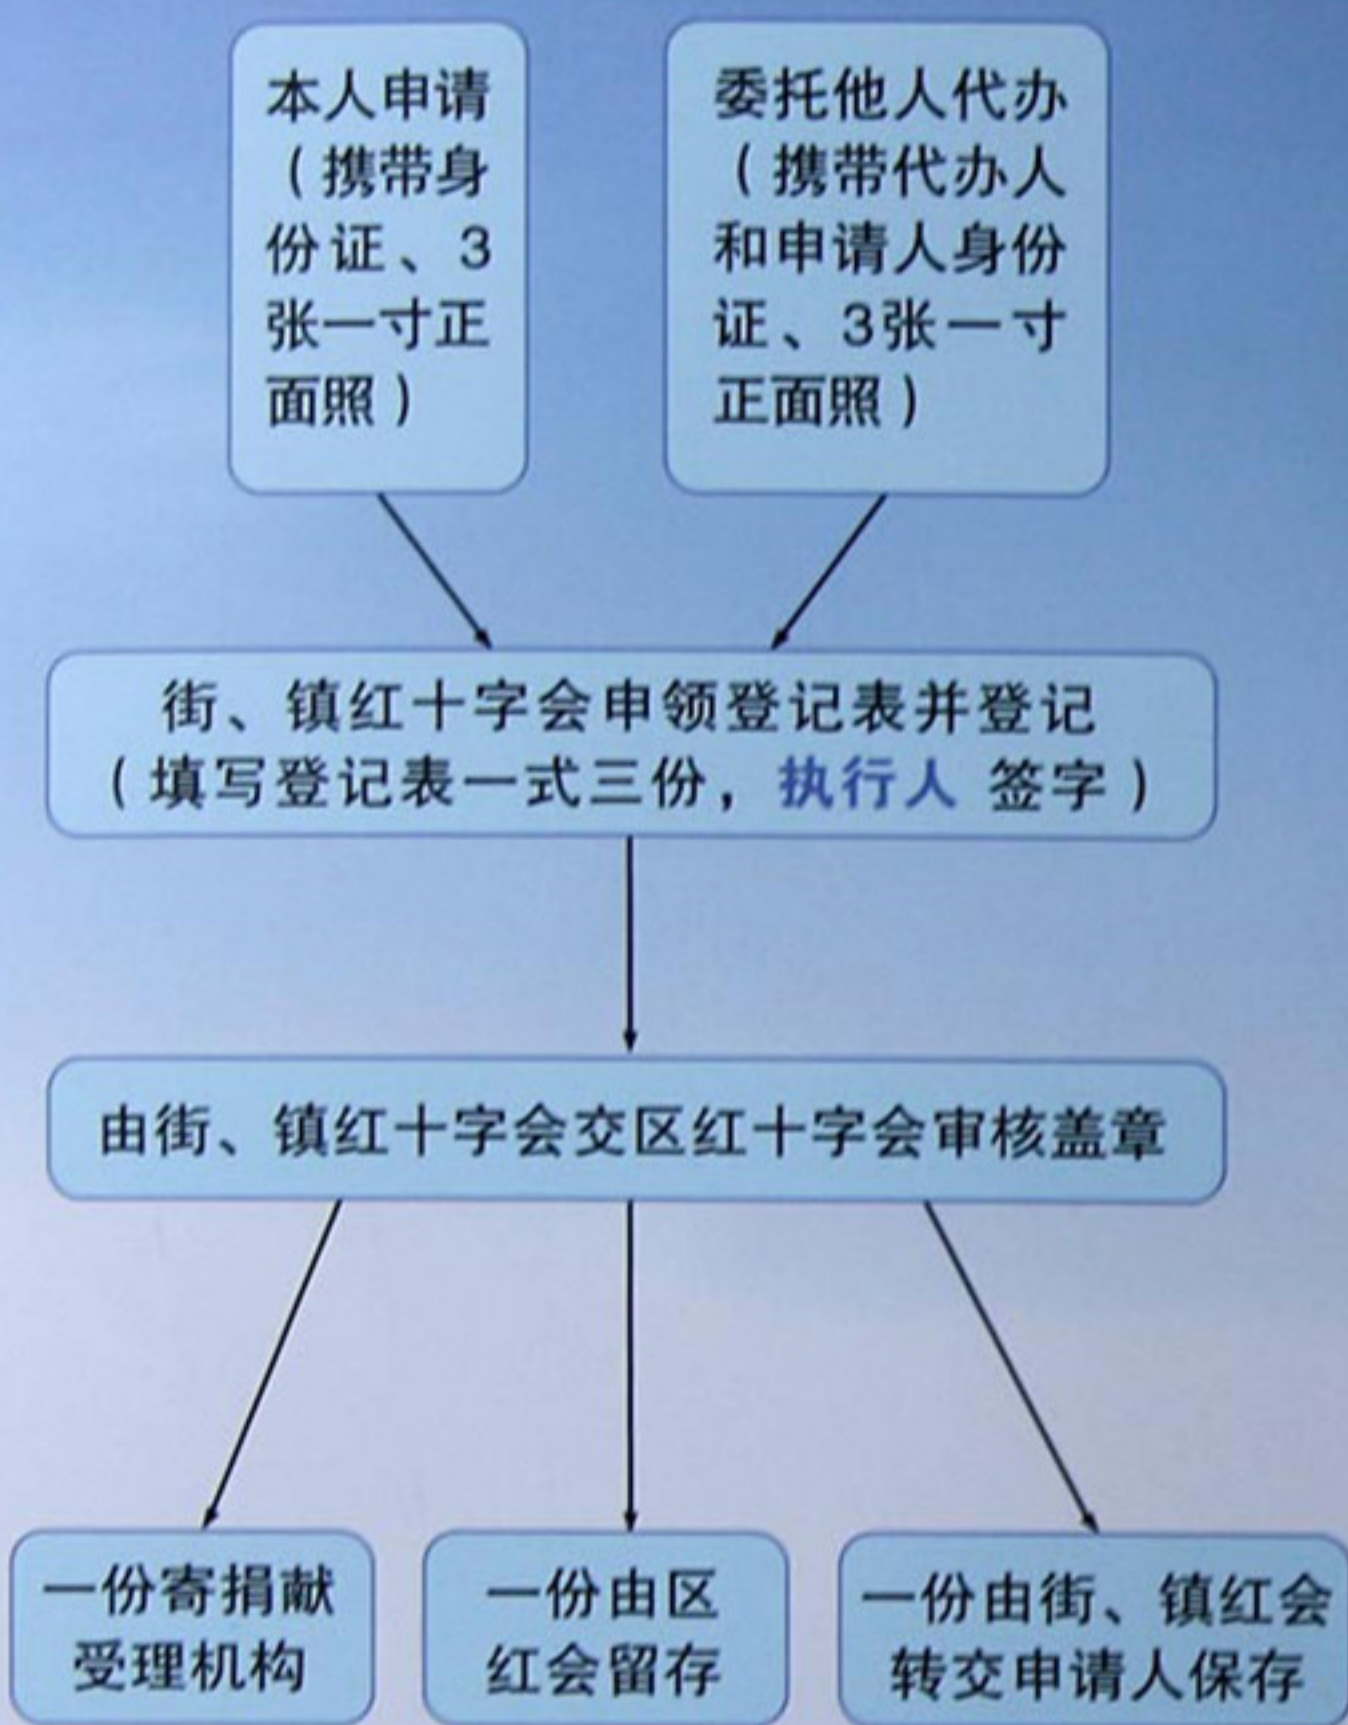 本人申请
（携带身
份证、3
张一寸正
面照）
委托他人代办
（携带代办人
和申请人身份
证、3张一寸
正面照）
街、镇红十字会申领登记表并登记
（填写登记表一式三份，执行人 签字）
由街、镇红十字会交区红十字会审核盖章
一份寄捐献
受理机构
一份由区
红会留存
一份由街、镇红会
转交申请人保存